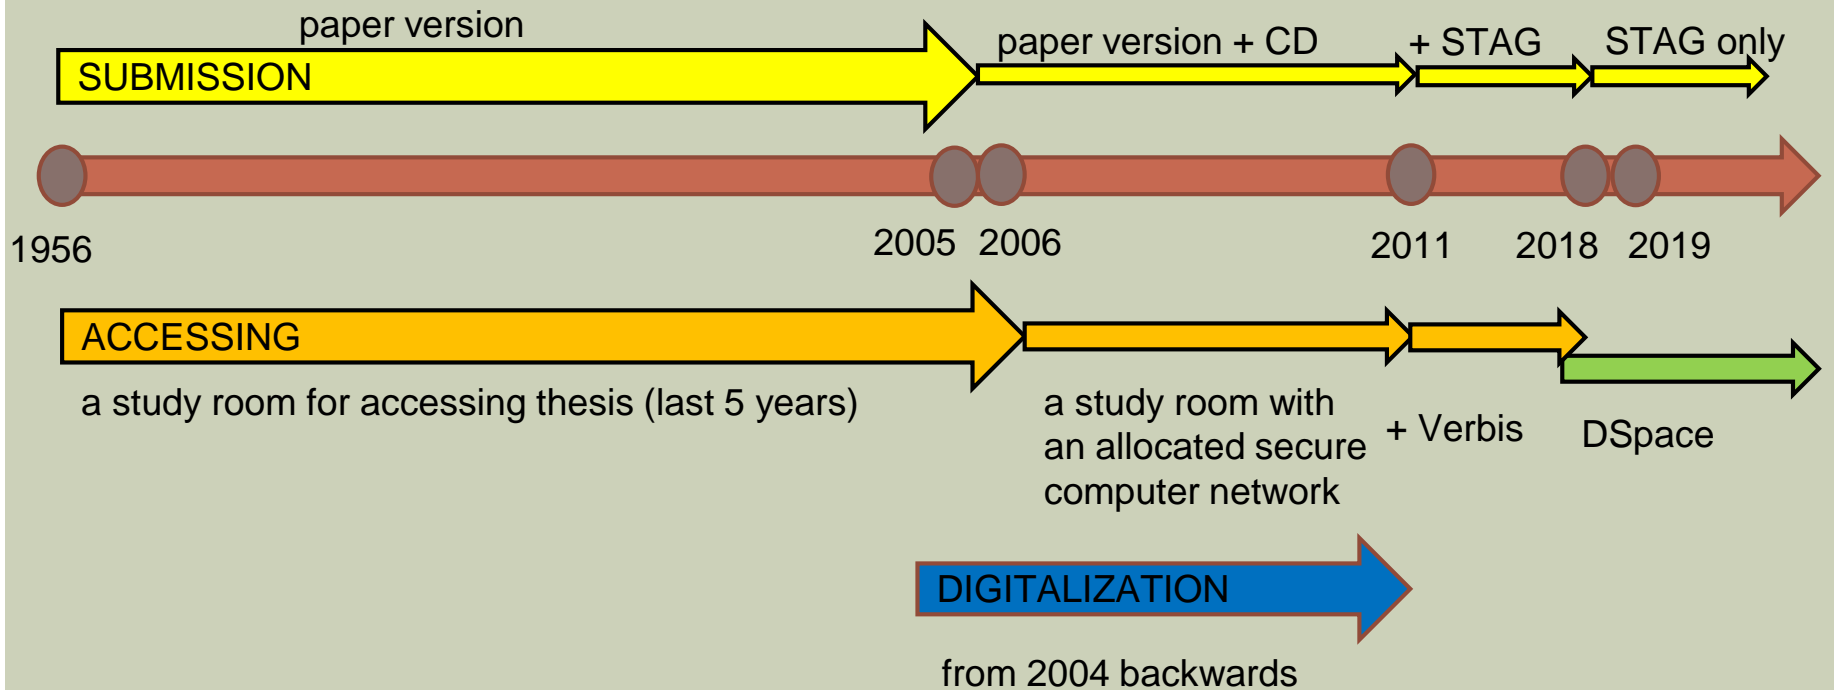 paper version
paper version + CD
+ STAG
STAG only
SUBMISSION
1956
2005
2006
2011
2018
2019
ACCESSING
a study room for accessing thesis (last 5 years)
a study room with
an allocated secure
computer network
+ Verbis
DSpace
DIGITALIZATION
from 2004 backwards